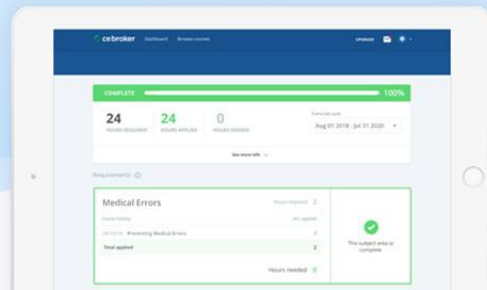 cebroker Dashboard Browse courses UPGRADE
COMPLETE 100%
24 24 0
HOURS REQUIRED HOURS APPLIED HOURS NEEDED
Aug 01 2018 - Jul 31 2020
See more info
Requirements
Medical Errors Hours required 2
Preventing Medical Errors 2
Total applied 2
This subject area is
complete
Hours needed 0